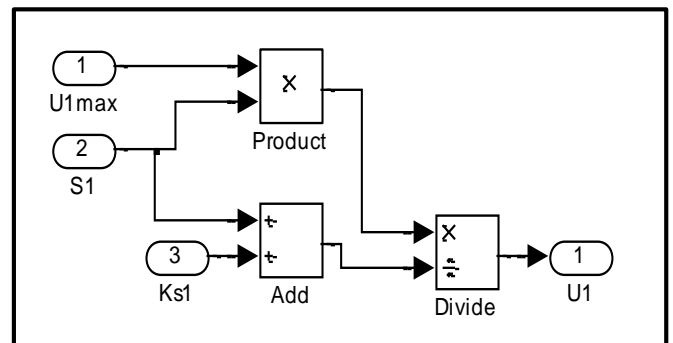 1
U1max
X
Product
2
S1
+
+
Add
3
Ks1
X
÷
Divide
1
U1